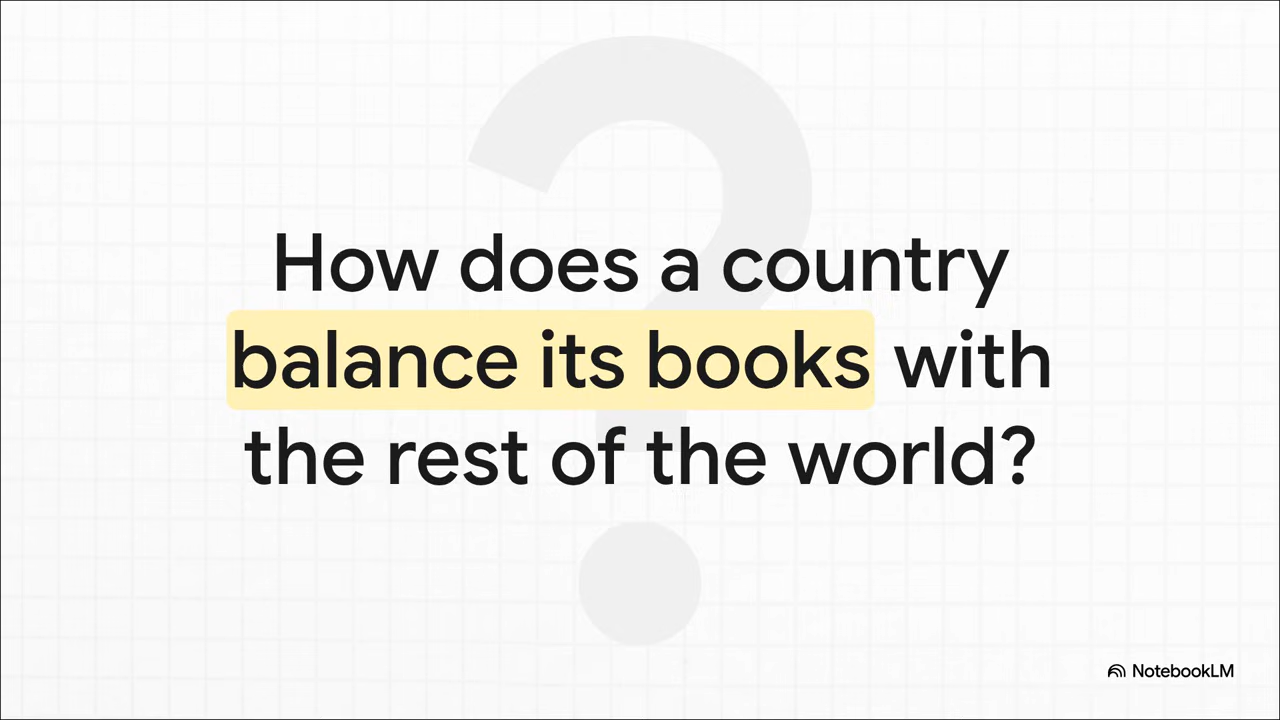 How does a country
balance its books with
the rest of the world?
NotebookLM